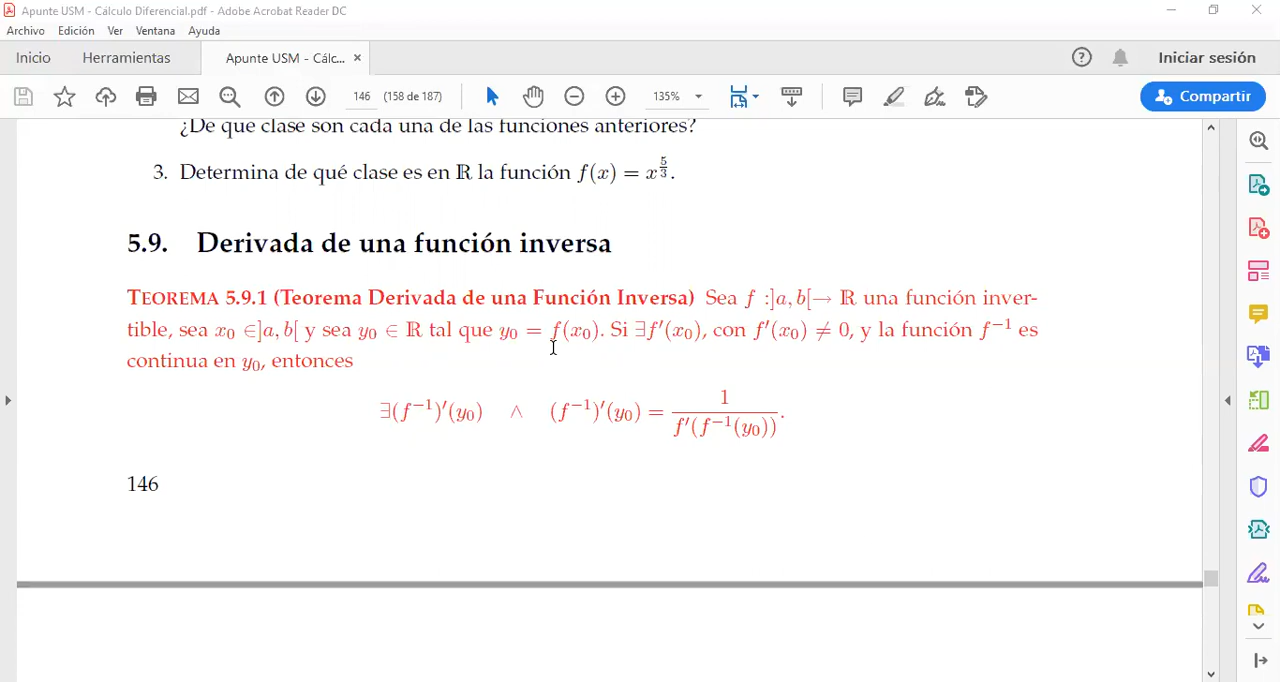 Apunte USM - Cálculo Diferencial.pdf - Adobe Acrobat Reader DC
Archivo Edición Ver Ventana Ayuda
Inicio Herramientas Apunte USM - Cálc... × Iniciar sesión
146 (158 de 187) 135% Compartir
¿De qué clase son cada una de las funciones anteriores?
3. Determina de qué clase es en ℝ la función f(x) = x^{5/3}.
5.9. Derivada de una función inversa
TEOREMA 5.9.1 (Teorema Derivada de una Función Inversa) Sea f :]a, b[→ ℝ una función inver-
tible, sea x₀ ∈]a, b[ y sea y₀ ∈ ℝ tal que y₀ = f(x₀). Si ∃f′(x₀), con f′(x₀) ≠ 0, y la función f⁻¹ es
continua en y₀, entonces
∃(f⁻¹)′(y₀) ∧ (f⁻¹)′(y₀) = 1 / f′(f⁻¹(y₀)).
146